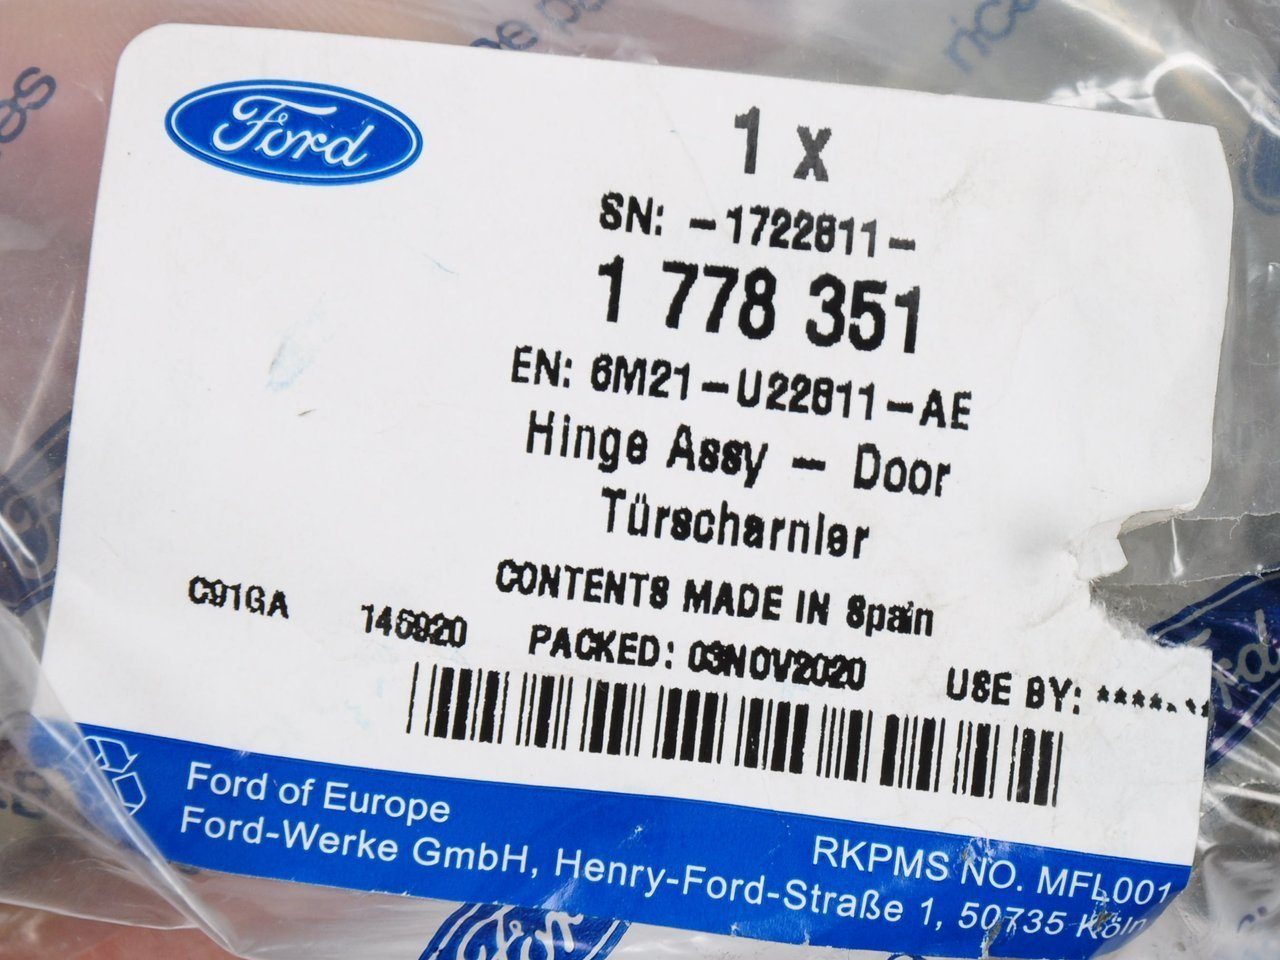 Ford
1 x
SN: -1722811-
1 778 351
EN: 6M21-U22811-AE
Hinge Assy - Door
Türscharnier
CONTENTS MADE IN Spain
C91GA 146920 PACKED: 03NOV2020 USE BY: ******
Ford of Europe
RKPMS NO. MFL001
Ford-Werke GmbH, Henry-Ford-Straße 1, 50735 Köln